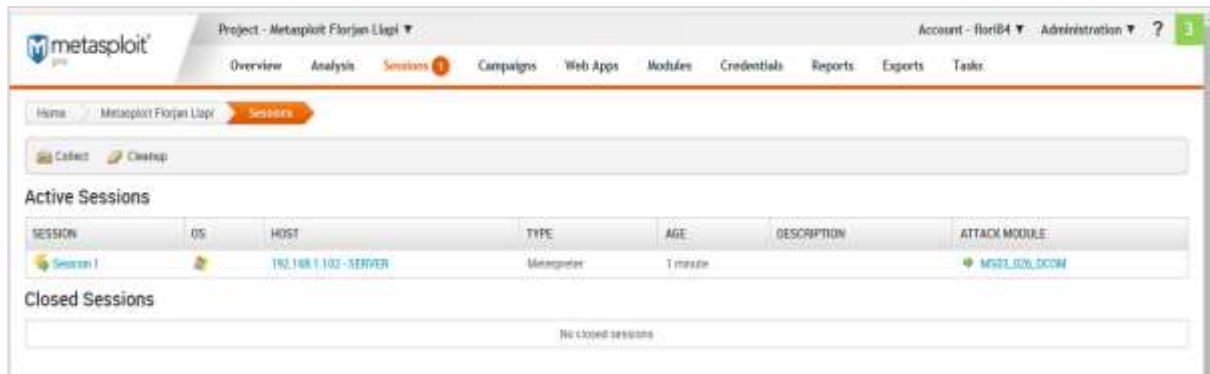 metasploit®
pro
Project - Metasploit Florjan Llapi ▼
Account - flori84 ▼ Administration ▼ ? 3
Overview Analysis Sessions 1 Campaigns Web Apps Modules Credentials Reports Exports Tasks
Home Metasploit Florjan Llapi Sessions
Collect Cleanup
Active Sessions
SESSION OS HOST TYPE AGE DESCRIPTION ATTACK MODULE
Session 1 192.168.1.102 - SERVER Meterpreter 1 minute MS03_026_DCOM
Closed Sessions
No closed sessions